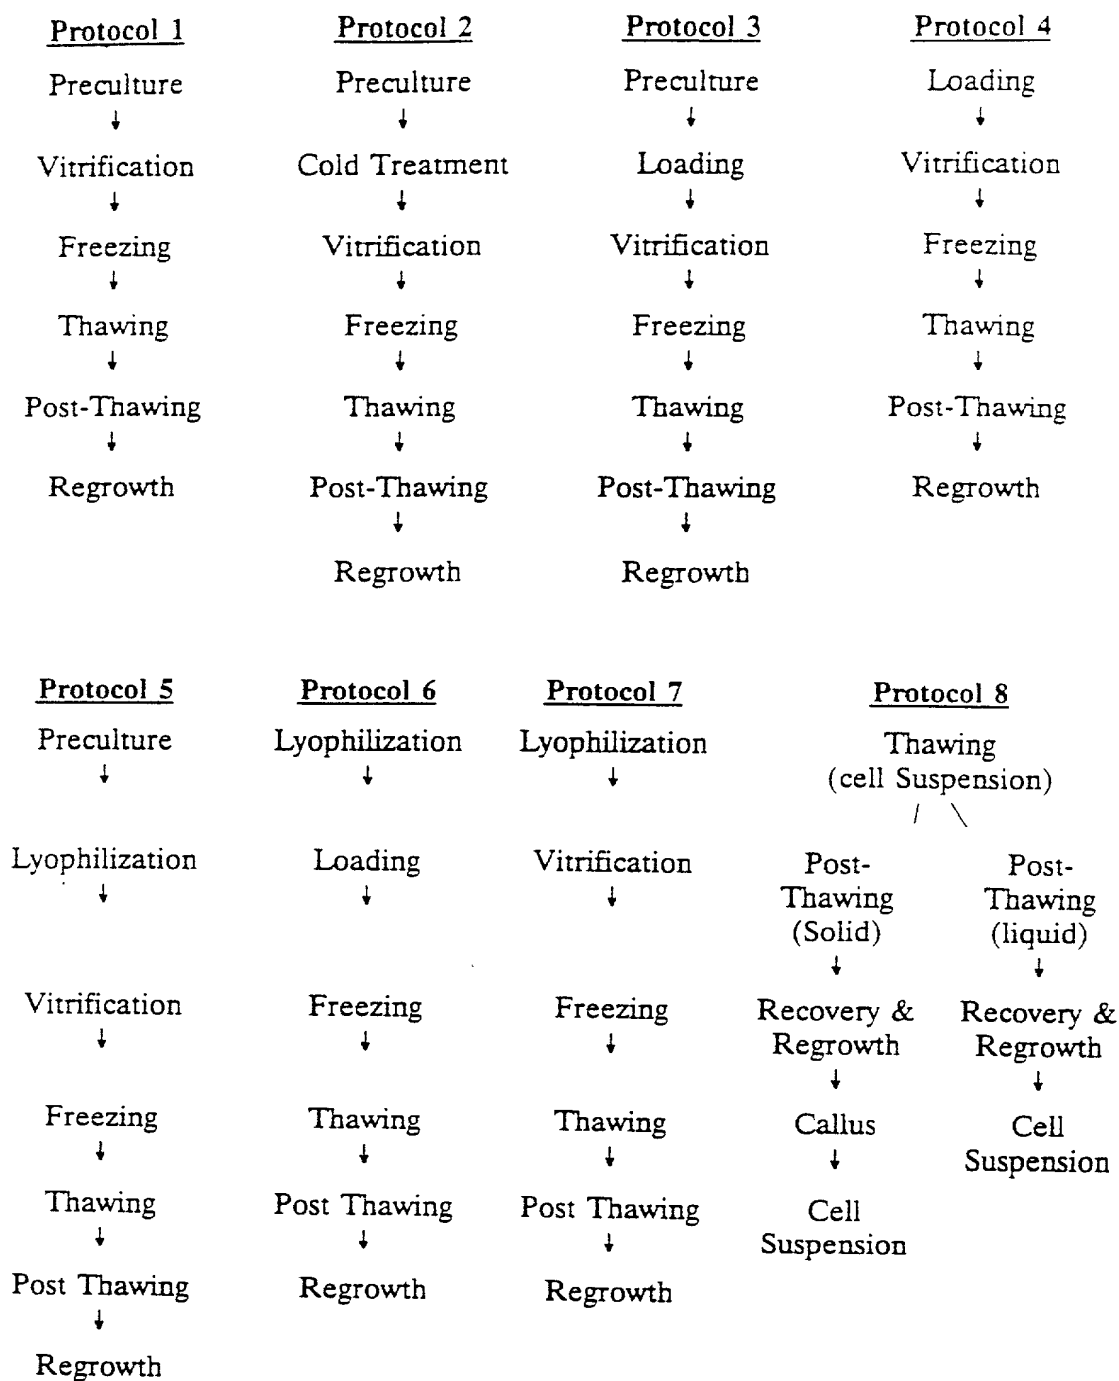 Protocol 1
Preculture
↓
Vitrification
↓
Freezing
↓
Thawing
↓
Post-Thawing
↓
Regrowth
Protocol 2
Preculture
↓
Cold Treatment
↓
Vitrification
↓
Freezing
↓
Thawing
↓
Post-Thawing
↓
Regrowth
Protocol 3
Preculture
↓
Loading
↓
Vitrification
↓
Freezing
↓
Thawing
↓
Post-Thawing
↓
Regrowth
Protocol 4
Loading
↓
Vitrification
↓
Freezing
↓
Thawing
↓
Post-Thawing
↓
Regrowth
Protocol 5
Preculture
↓
Lyophilization
↓
Vitrification
↓
Freezing
↓
Thawing
↓
Post Thawing
↓
Regrowth
Protocol 6
Lyophilization
↓
Loading
↓
Freezing
↓
Thawing
↓
Post Thawing
↓
Regrowth
Protocol 7
Lyophilization
↓
Vitrification
↓
Freezing
↓
Thawing
↓
Post Thawing
↓
Regrowth
Protocol 8
Thawing
(cell Suspension)
/ \
Post-
Thawing
(Solid)
↓
Recovery &
Regrowth
↓
Callus
↓
Cell
Suspension
Post-
Thawing
(liquid)
↓
Recovery &
Regrowth
↓
Cell
Suspension